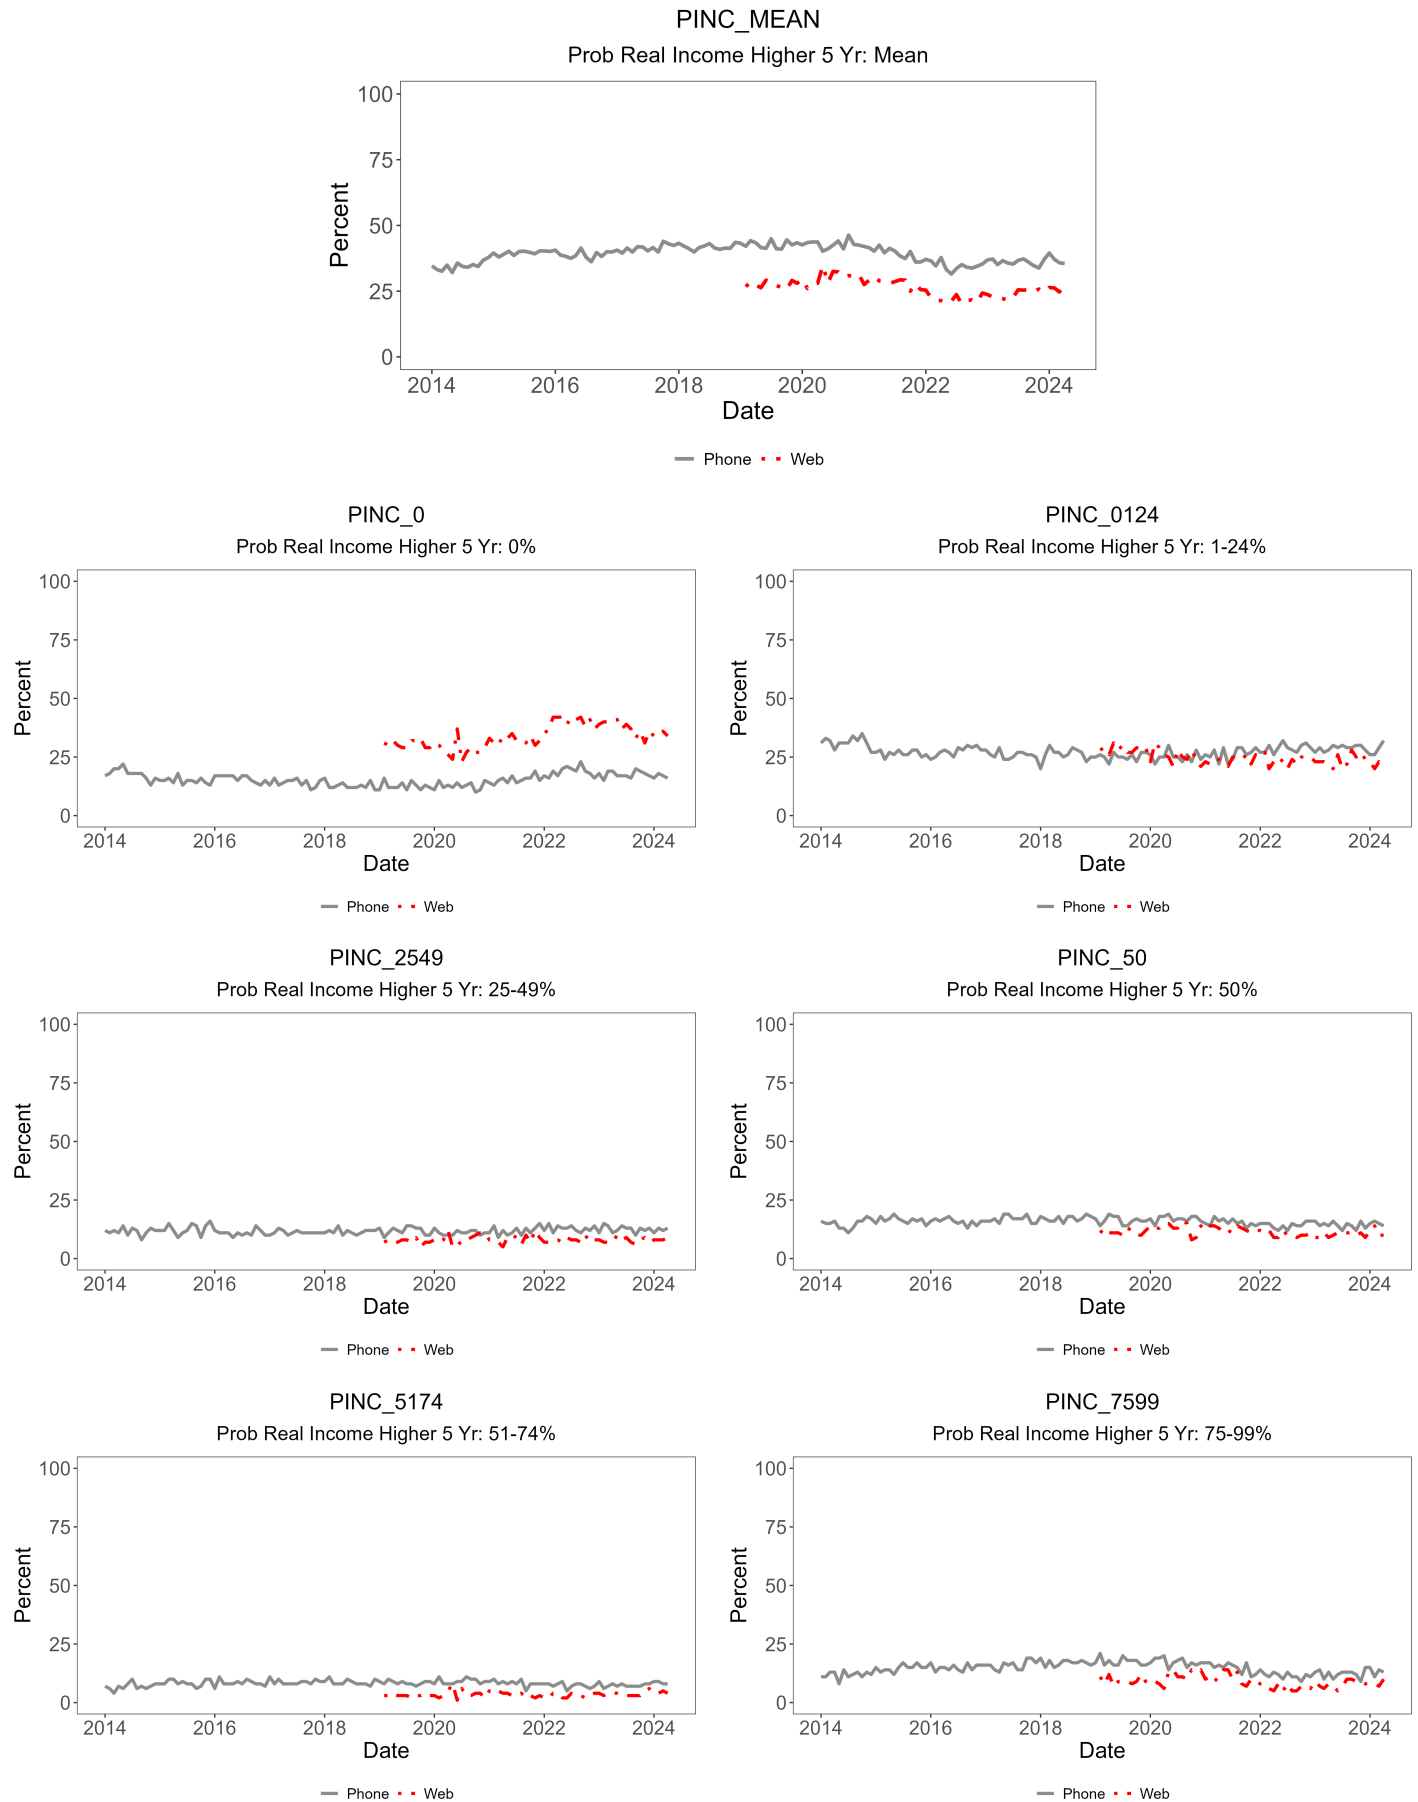 PINC_MEAN
Prob Real Income Higher 5 Yr: Mean
100
75
50
25
0
Percent
2014 2016 2018 2020 2022 2024
Date
Phone Web
PINC_0
Prob Real Income Higher 5 Yr: 0%
100
75
50
25
0
Percent
2014 2016 2018 2020 2022 2024
Date
Phone Web
PINC_0124
Prob Real Income Higher 5 Yr: 1-24%
100
75
50
25
0
Percent
2014 2016 2018 2020 2022 2024
Date
Phone Web
PINC_2549
Prob Real Income Higher 5 Yr: 25-49%
100
75
50
25
0
Percent
2014 2016 2018 2020 2022 2024
Date
Phone Web
PINC_50
Prob Real Income Higher 5 Yr: 50%
100
75
50
25
0
Percent
2014 2016 2018 2020 2022 2024
Date
Phone Web
PINC_5174
Prob Real Income Higher 5 Yr: 51-74%
100
75
50
25
0
Percent
2014 2016 2018 2020 2022 2024
Date
Phone Web
PINC_7599
Prob Real Income Higher 5 Yr: 75-99%
100
75
50
25
0
Percent
2014 2016 2018 2020 2022 2024
Date
Phone Web